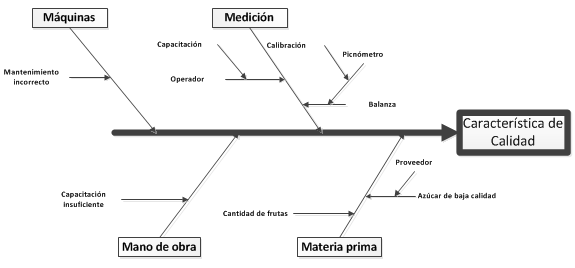 Máquinas
Medición
Capacitación
Calibración
Picnómetro
Mantenimiento
incorrecto
Operador
Balanza
Característica de
Calidad
Proveedor
Capacitación
insuficiente
Azúcar de baja calidad
Cantidad de frutas
Mano de obra
Materia prima